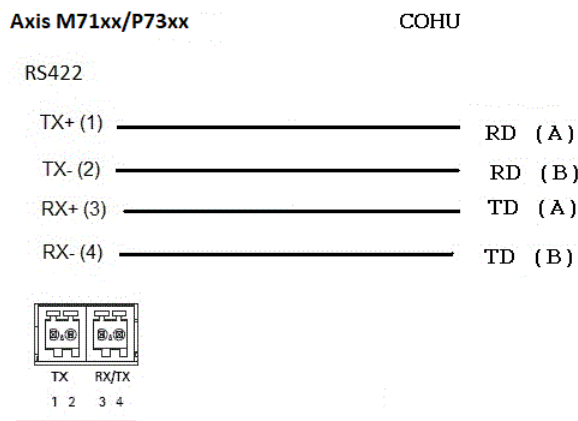 Axis M71xx/P73xx COHU
RS422
TX+ (1) RD (A)
TX- (2) RD (B)
RX+ (3) TD (A)
RX- (4) TD (B)
TX RX/TX
1 2 3 4